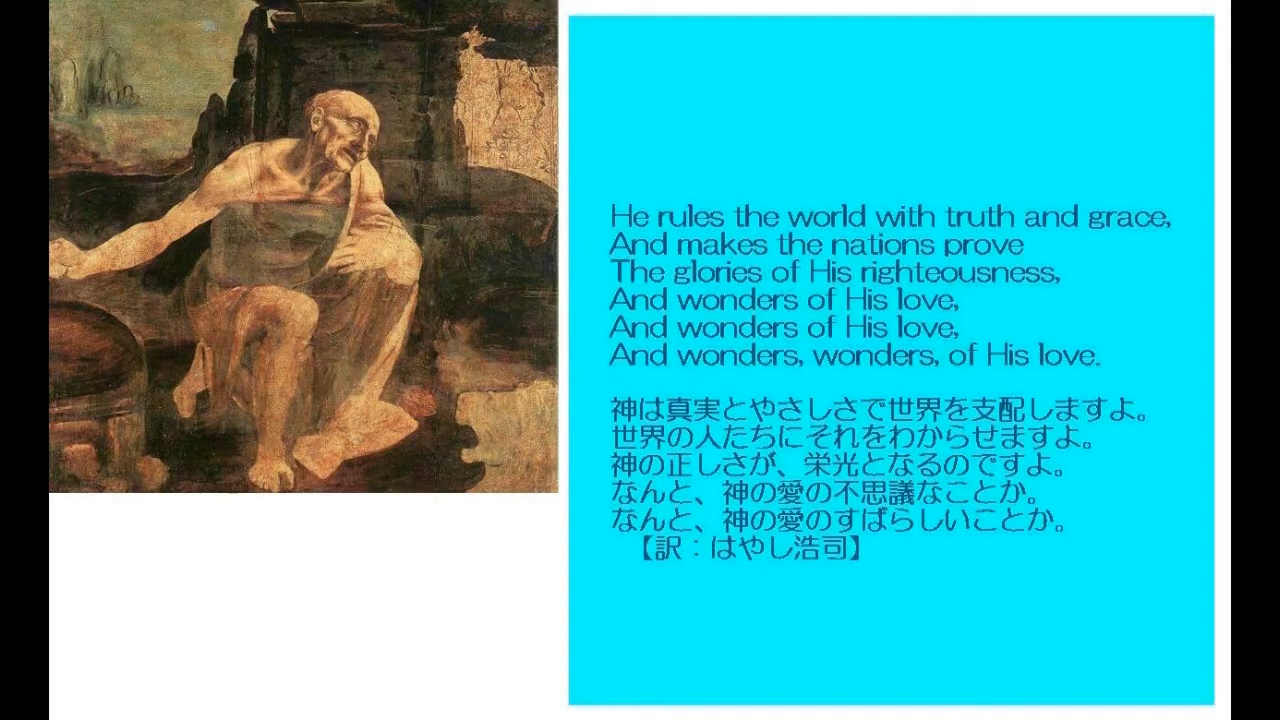 He rules the world with truth and grace,
And makes the nations prove
The glories of His righteousness,
And wonders of His love,
And wonders of His love,
And wonders, wonders, of His love.
神は真実とやさしさで世界を支配しますよ。
世界の人たちにそれをわからせますよ。
神の正しさが、栄光となるのですよ。
なんと、神の愛の不思議なことか。
なんと、神の愛のすばらしいことか。
【訳：はやし浩司】